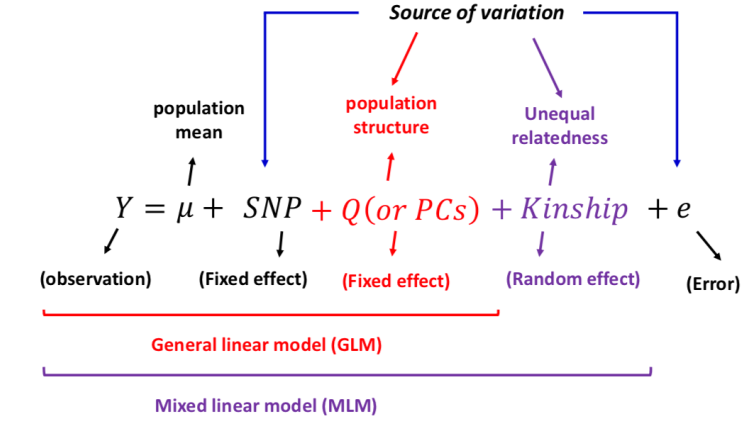 Source of variation
population
mean
population
structure
Unequal
relatedness
Y = μ + SNP + Q(or PCs) + Kinship + e
(observation)
(Fixed effect)
(Fixed effect)
(Random effect)
(Error)
General linear model (GLM)
Mixed linear model (MLM)